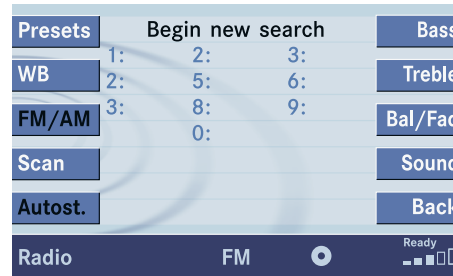 Presets Begin new search Bass
1: 2: 3:
WB 2: 5: 6: Treble
FM/AM 3: 8: 9: Bal/Fad
0:
Scan Sound
Autost. Back
Radio FM Ready